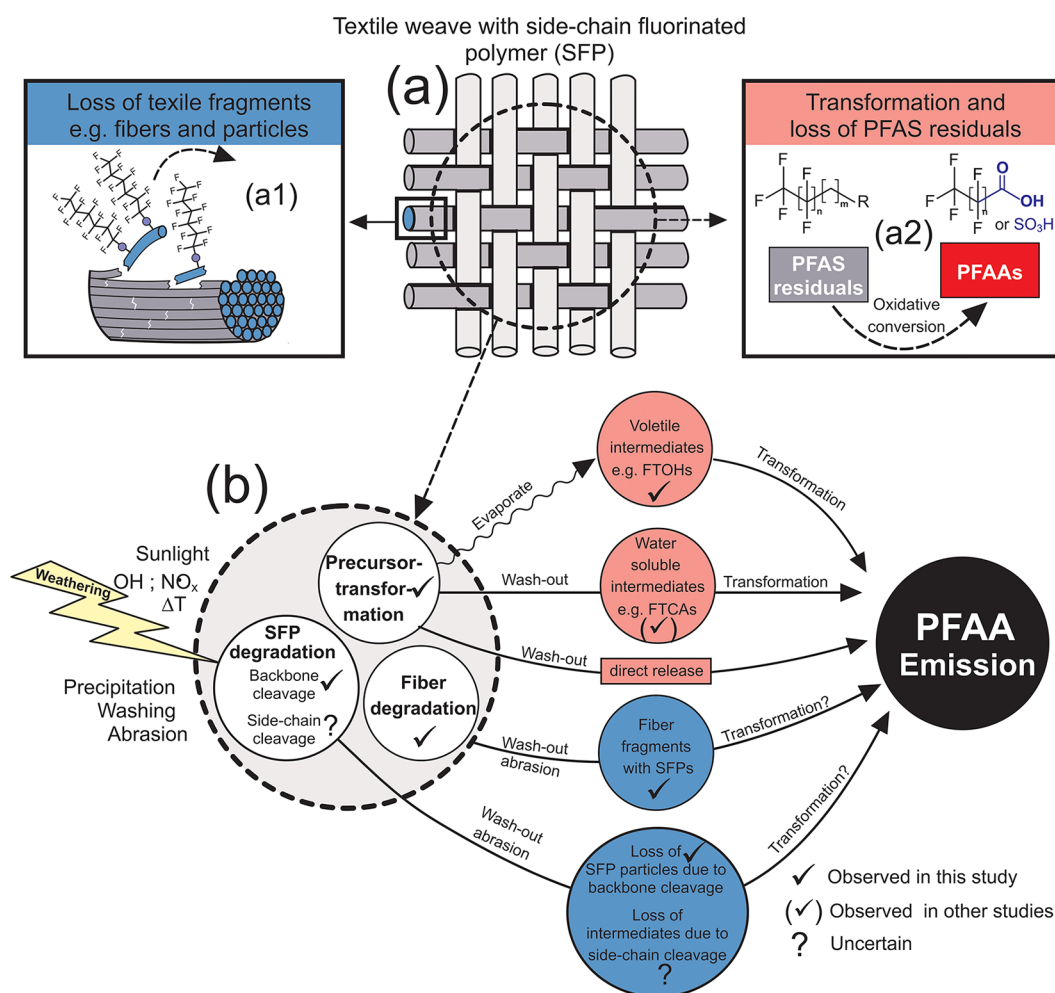 Textile weave with side-chain fluorinated
polymer (SFP)
Loss of texile fragments
e.g. fibers and particles
(a1)
F F F F F F F F F F F F F
F F F F F F F F F F F F F
F F F F F F F F F F F F F
(a)
Transformation and
loss of PFAS residuals
F F F F F n m R
F F F F F n O OH
or SO₃H
(a2)
PFAS
residuals
PFAAs
Oxidative
conversion
(b)
Weathering
Sunlight
OH ; NOₓ
ΔT
Precipitation
Washing
Abrasion
Precursor-
transfor-
mation ✓
SFP
degradation
Backbone
cleavage ✓
Side-chain
cleavage ?
Fiber
degradation
✓
Evaporate
Wash-out
Wash-out
Wash-out
abrasion
Wash-out
abrasion
Voletile
intermediates
e.g. FTOHs
✓
Water
soluble
intermediates
e.g. FTCAs
(✓)
direct release
Fiber
fragments
with SFPs
✓
Loss of ✓
SFP particles due to
backbone cleavage
Loss of
intermediates due to
side-chain cleavage
?
Transformation
Transformation
Transformation?
Transformation?
PFAA
Emission
✓ Observed in this study
(✓) Observed in other studies
? Uncertain